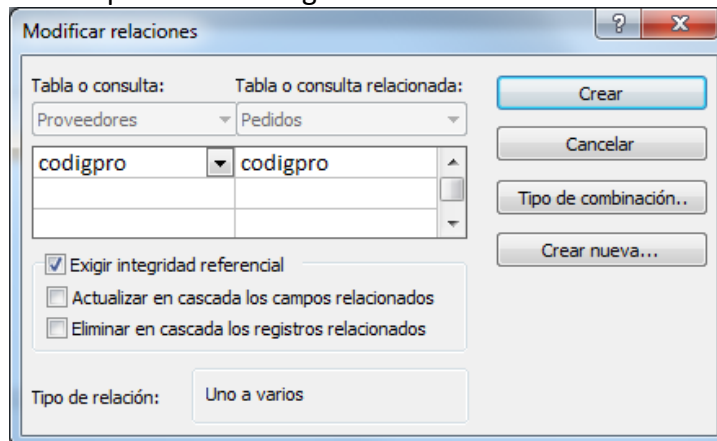 Modificar relaciones
Tabla o consulta: Tabla o consulta relacionada:
Proveedores Pedidos
codigpro codigpro
Exigir integridad referencial
Actualizar en cascada los campos relacionados
Eliminar en cascada los registros relacionados
Tipo de relación: Uno a varios
Crear
Cancelar
Tipo de combinación..
Crear nueva...